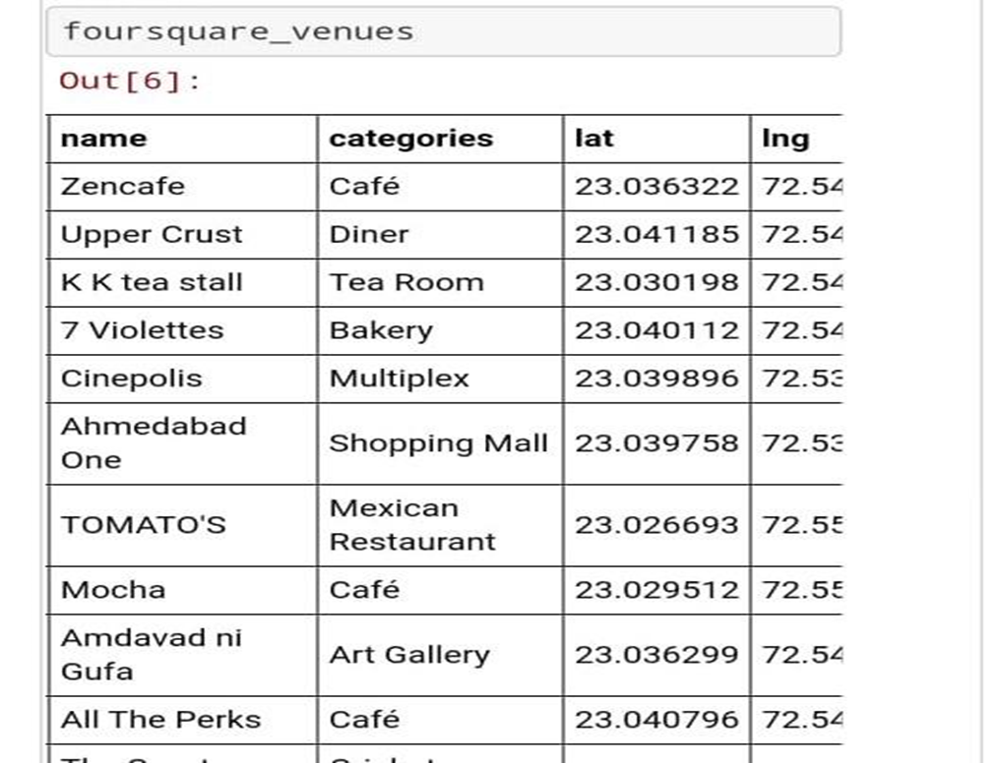 foursquare_venues
Out[6]:
name categories lat lng
Zencafe Café 23.036322 72.54
Upper Crust Diner 23.041185 72.54
K K tea stall Tea Room 23.030198 72.54
7 Violettes Bakery 23.040112 72.54
Cinepolis Multiplex 23.039896 72.53
Ahmedabad
One
Shopping Mall 23.039758 72.53
TOMATO'S
Mexican
Restaurant
23.026693 72.55
Mocha Café 23.029512 72.55
Amdavad ni
Gufa
Art Gallery 23.036299 72.54
All The Perks Café 23.040796 72.54